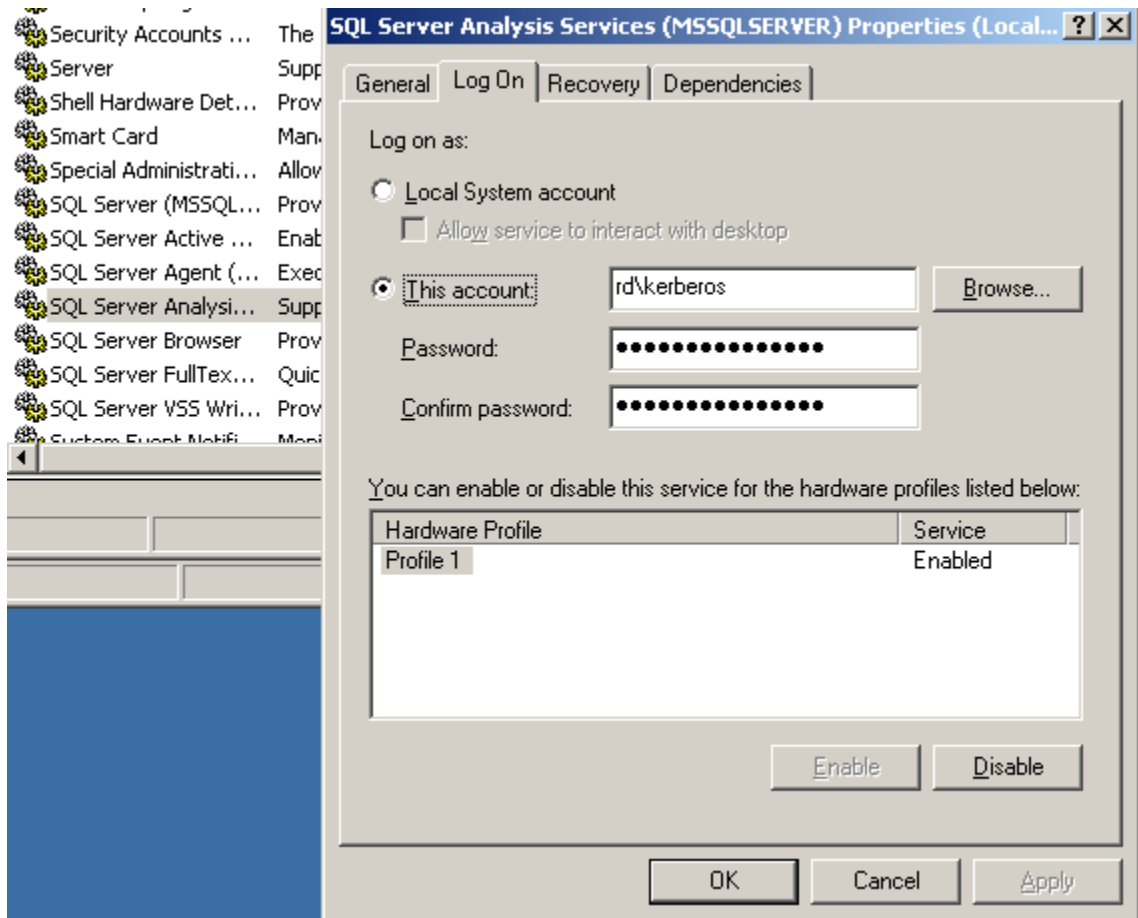 Security Accounts ... The
Server Supp
Shell Hardware Det... Prov
Smart Card Man
Special Administrati... Allov
SQL Server (MSSQL... Prov
SQL Server Active ... Enab
SQL Server Agent (... Exec
SQL Server Analysi... Supp
SQL Server Browser Prov
SQL Server FullTex... Quic
SQL Server VSS Wri... Prov
System Event Notifi Moni
SQL Server Analysis Services (MSSQLSERVER) Properties (Local...
General Log On Recovery Dependencies
Log on as:
Local System account
Allow service to interact with desktop
This account: rd\kerberos Browse...
Password: ●●●●●●●●●●●●●●●
Confirm password: ●●●●●●●●●●●●●●●
You can enable or disable this service for the hardware profiles listed below:
Hardware Profile Service
Profile 1 Enabled
Enable Disable
OK Cancel Apply